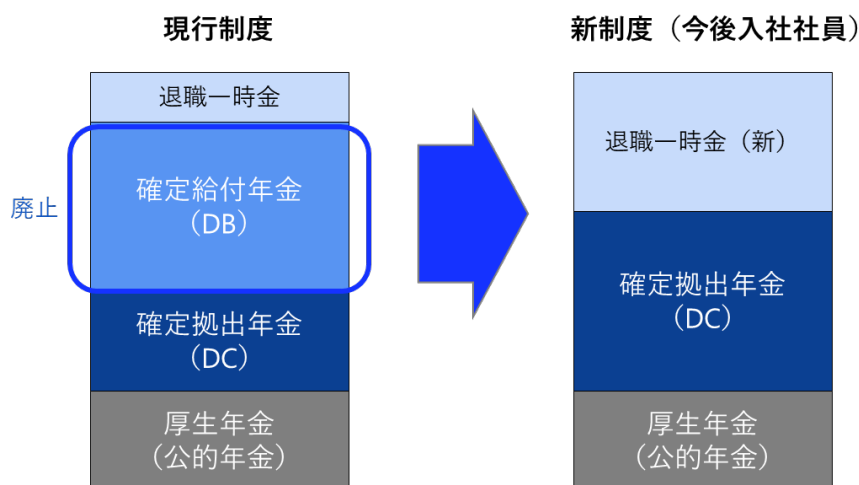 現行制度
退職一時金
確定給付年金
（DB）
廃止
確定拠出年金
（DC）
厚生年金
（公的年金）
新制度（今後入社社員）
退職一時金（新）
確定拠出年金
（DC）
厚生年金
（公的年金）